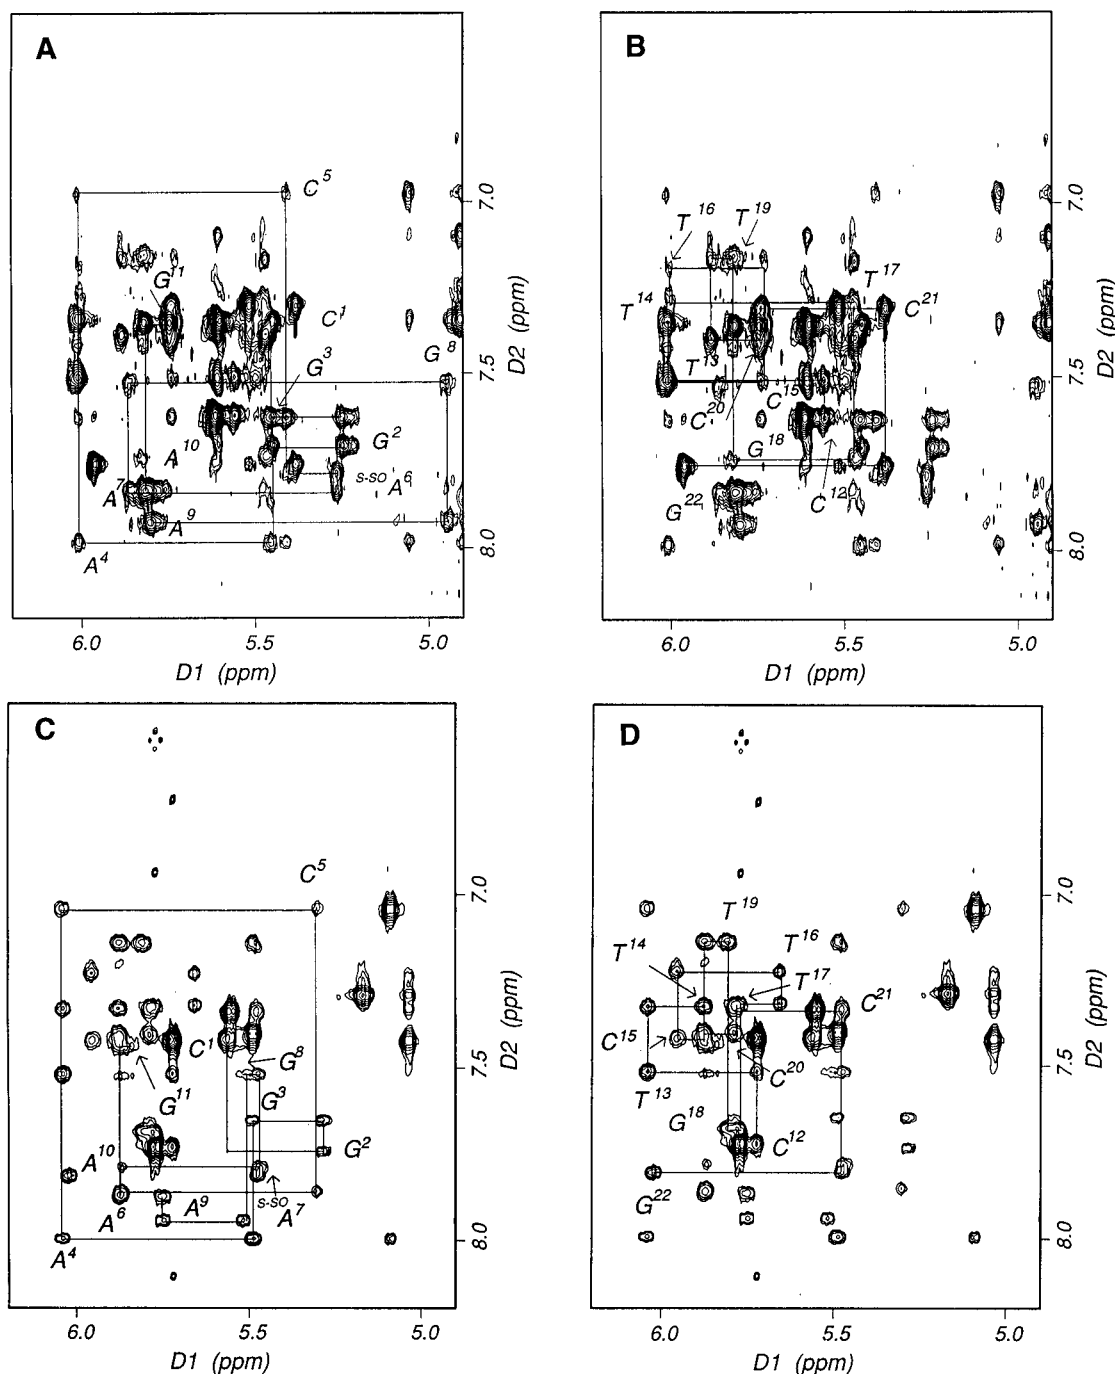 A
C⁵
G¹¹
C¹
G⁸
G³
A¹⁰
G²
A⁷
S-SO A⁶
A⁹
A⁴
7.0
7.5
8.0
D2 (ppm)
6.0 5.5 5.0
D1 (ppm)
B
T¹⁶ T¹⁹
T¹⁴ T¹⁷
C²¹
T¹³
C²⁰ C¹⁵
G¹⁸
G²² C¹²
7.0
7.5
8.0
D2 (ppm)
6.0 5.5 5.0
D1 (ppm)
C
C⁵
C¹
G⁸
G¹¹ G³
G²
A¹⁰
A⁶ A⁹ S-SO A⁷
A⁴
7.0
7.5
8.0
D2 (ppm)
6.0 5.5 5.0
D1 (ppm)
D
T¹⁹
T¹⁴ T¹⁶
T¹⁷
C²¹
C¹⁵
C²⁰
T¹³
G¹⁸ C¹²
G²²
7.0
7.5
8.0
D2 (ppm)
6.0 5.5 5.0
D1 (ppm)